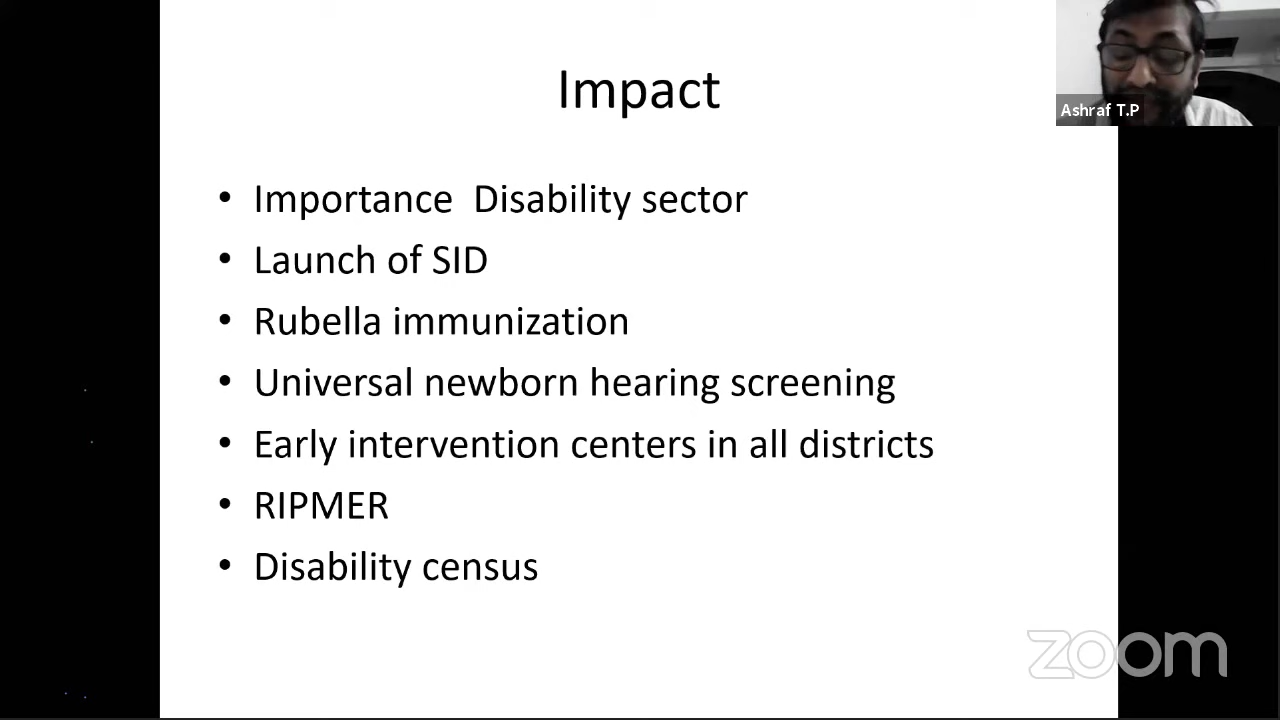 Impact
Ashraf T.P
• Importance  Disability sector
• Launch of SID
• Rubella immunization
• Universal newborn hearing screening
• Early intervention centers in all districts
• RIPMER
• Disability census
zoom